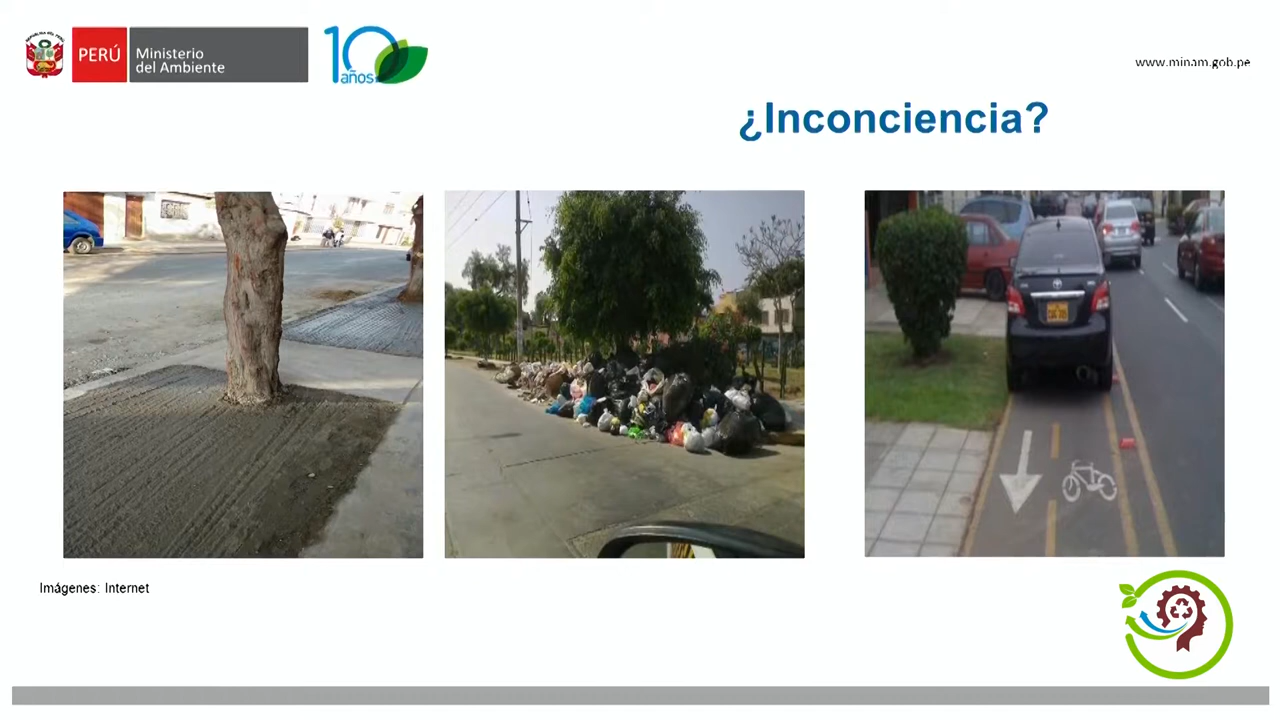 PERÚ
Ministerio
del Ambiente
10
años
www.minam.gob.pe
¿Inconciencia?
Imágenes: Internet